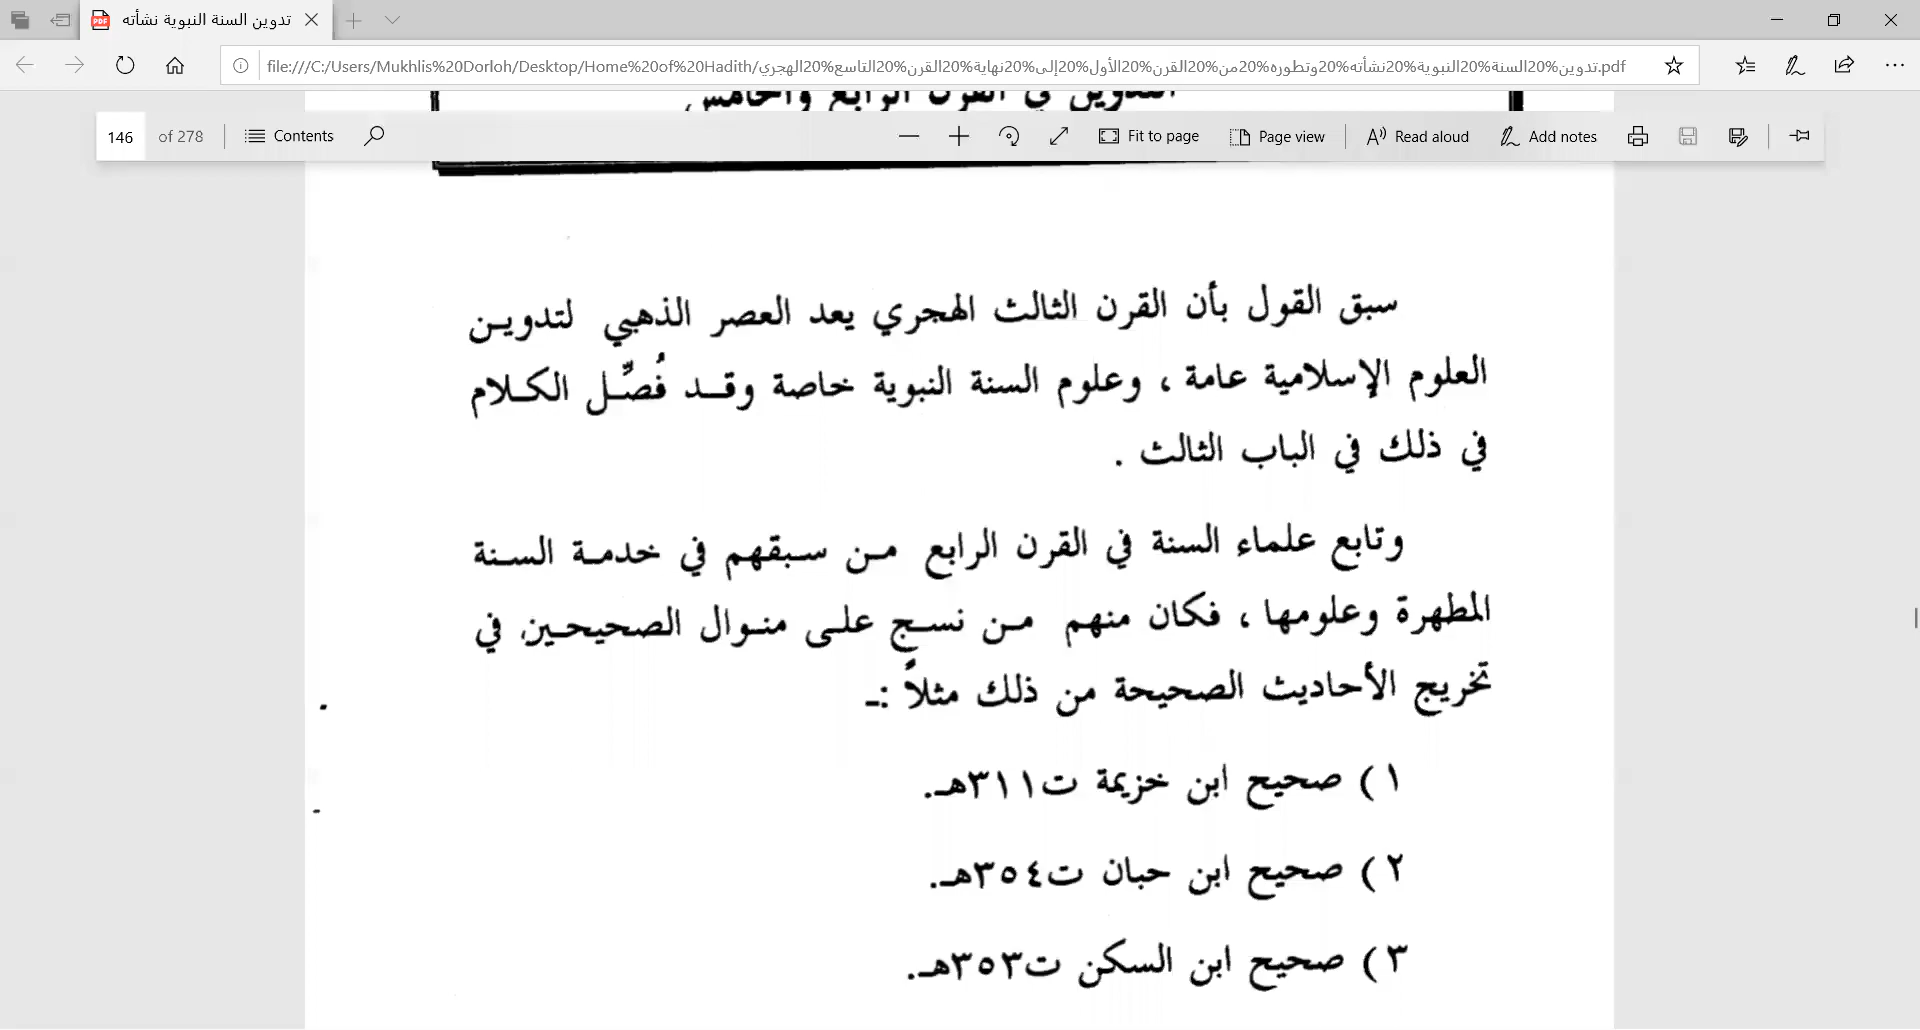 تدوين السنة النبوية نشأته
file:///C:/Users/Mukhlis%20Dorloh/Desktop/Home%20of%20Hadith/تدوين%20السنة%20النبوية%20نشأته%20وتطوره%20من%20القرن%20الأول%20إلى%20نهاية%20القرن%20التاسع%20الهجري.pdf
التدوين في القرن الرابع والخامس
146 of 278 Contents Fit to page Page view Read aloud Add notes
سبق القول بأن القرن الثالث الهجري يعد العصر الذهبي لتدوين
العلوم الإسلامية عامة ، وعلوم السنة النبوية خاصة وقد فُصِّل الكلام
في ذلك في الباب الثالث .
وتابع علماء السنة في القرن الرابع من سبقهم في خدمة السنة
المطهرة وعلومها ، فكان منهم من نسج على منوال الصحيحين في
تخريج الأحاديث الصحيحة من ذلك مثلاً :ـ
١ ) صحيح ابن خزيمة ت٣١١هـ.
٢ ) صحيح ابن حبان ت٣٥٤هـ.
٣ ) صحيح ابن السكن ت٣٥٣هـ.